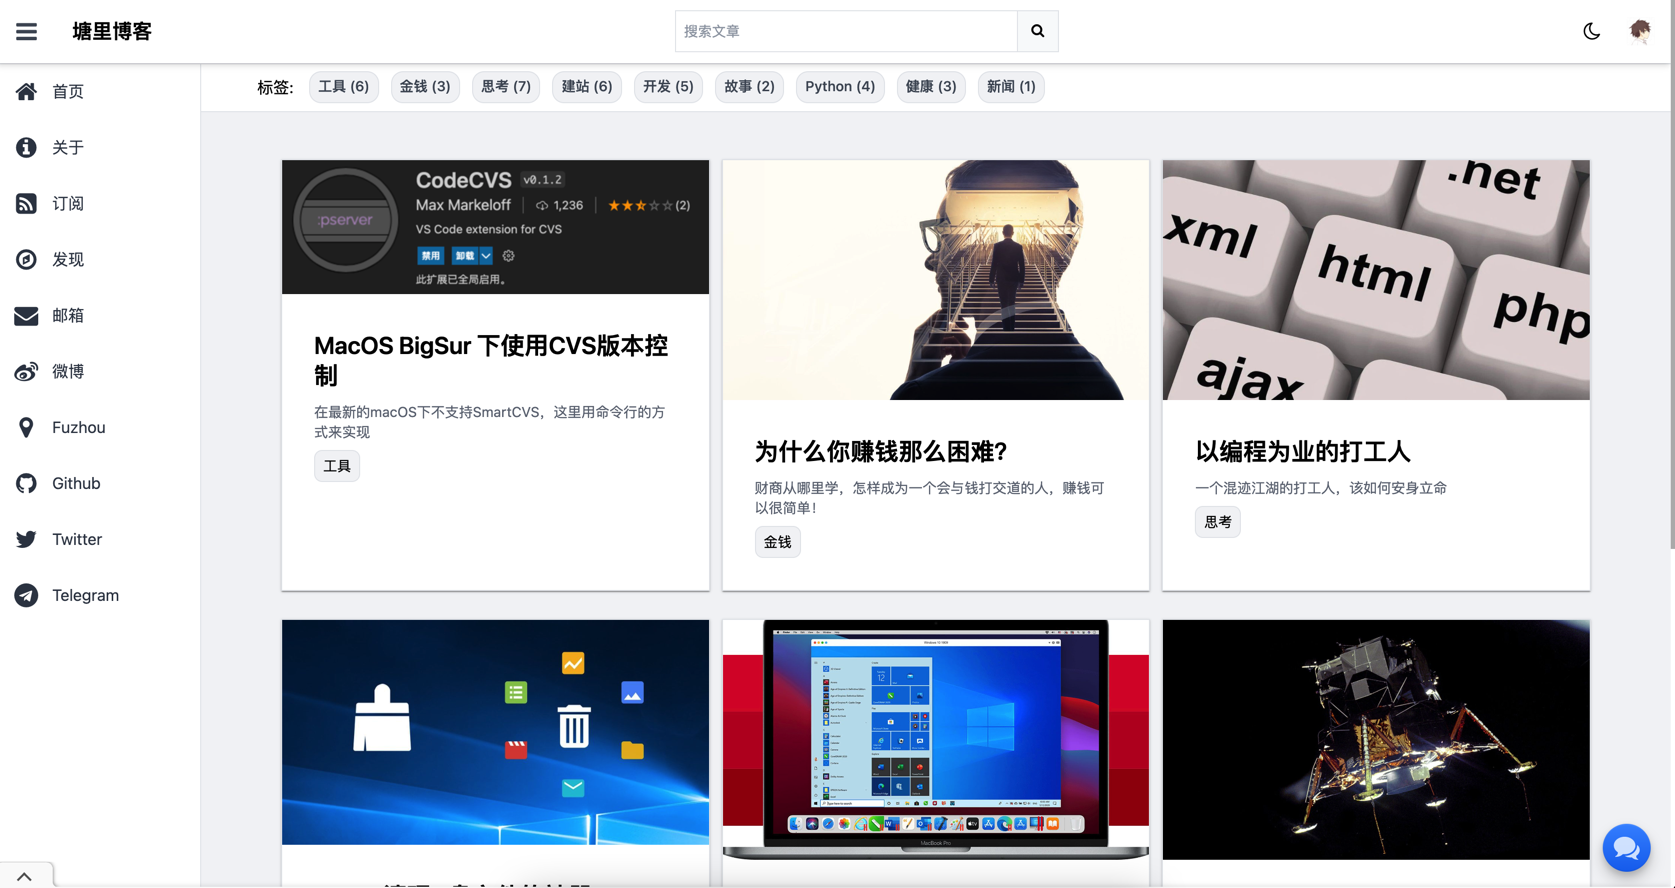 塘里博客
搜索文章
首页
关于
订阅
发现
邮箱
微博
Fuzhou
Github
Twitter
Telegram
标签:
工具 (6)
金钱 (3)
思考 (7)
建站 (6)
开发 (5)
故事 (2)
Python (4)
健康 (3)
新闻 (1)
:pserver
CodeCVS v0.1.2
Max Markeloff 1,236 (2)
VS Code extension for CVS
禁用 卸载
此扩展已全局启用。
MacOS BigSur 下使用CVS版本控
制
在最新的macOS下不支持SmartCVS，这里用命令行的方
式来实现
工具
为什么你赚钱那么困难?
财商从哪里学，怎样成为一个会与钱打交道的人，赚钱可
以很简单！
金钱
.net
xml
html
php
ajax
以编程为业的打工人
一个混迹江湖的打工人，该如何安身立命
思考
MacBook Pro